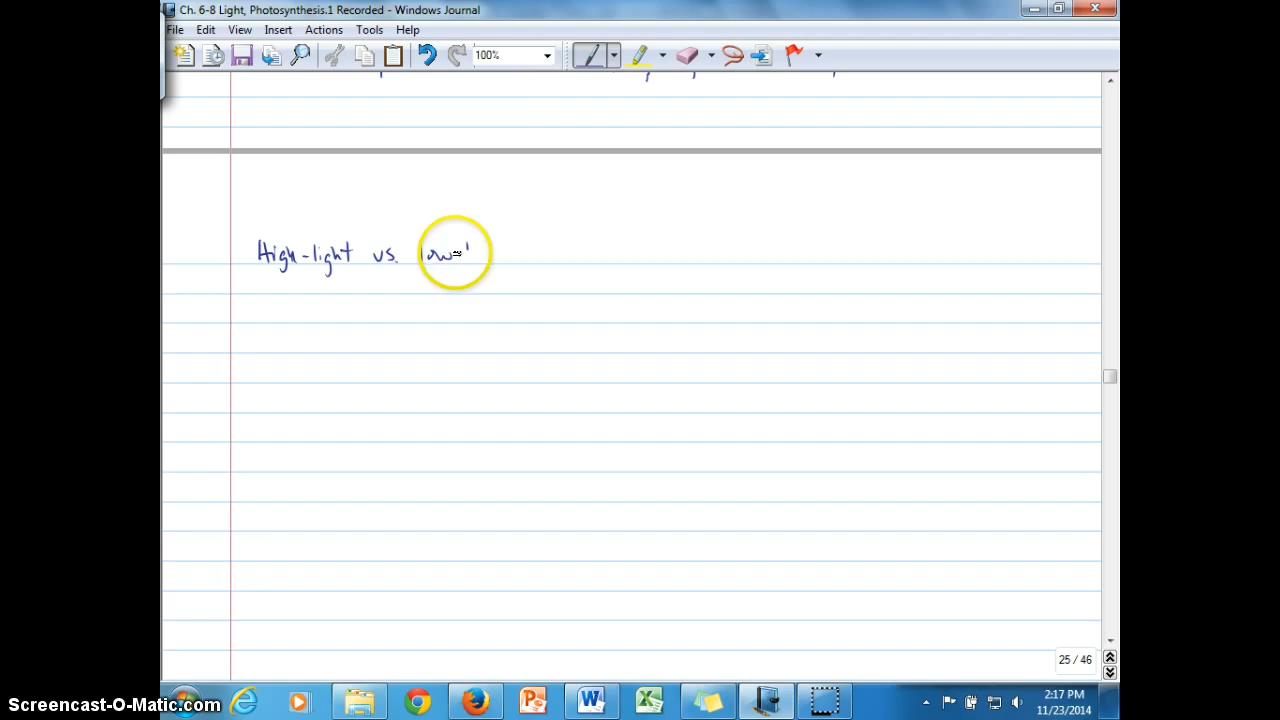 Ch. 6-8 Light, Photosynthesis.1 Recorded - Windows Journal
File Edit View Insert Actions Tools Help
100%
High-light vs. low-l
25 / 46
2:17 PM
11/23/2014
Screencast-O-Matic.com